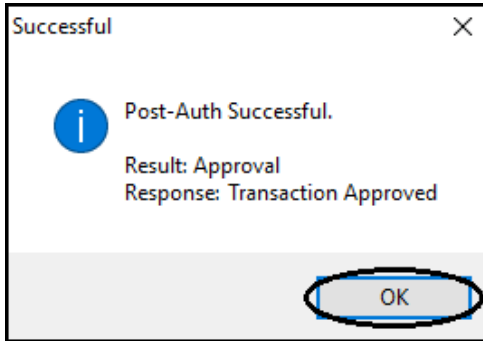 Successful
Post-Auth Successful.
Result: Approval
Response: Transaction Approved
OK